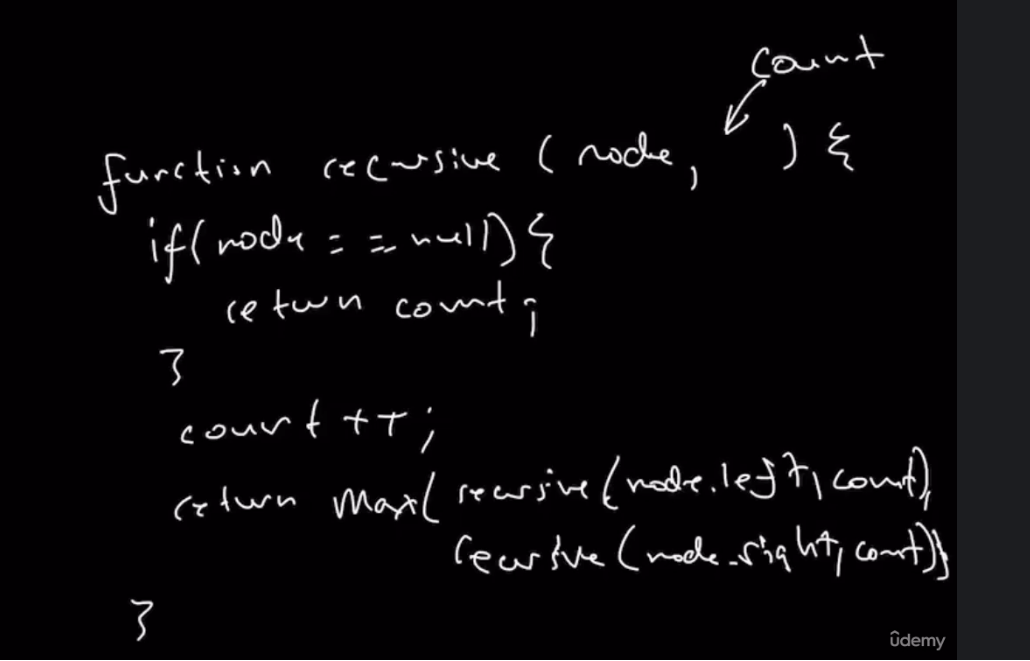 count
function recursive ( node, ) {
if(node = = null) {
return count;
}
count ++;
return Max( recursive (node.left, count),
recursive (node.right, count));
}
ûdemy